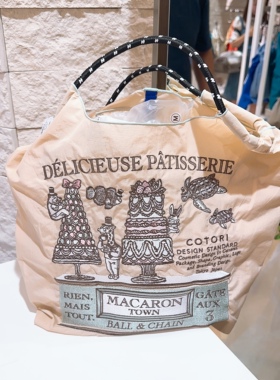 DÉLICIEUSE PÂTISSERIE
COTORI
DESIGN STANDARD
RIEN,
MAIS
TOUT.
MACARON
TOWN
GÂTE
AUX
BALL & CHAIN